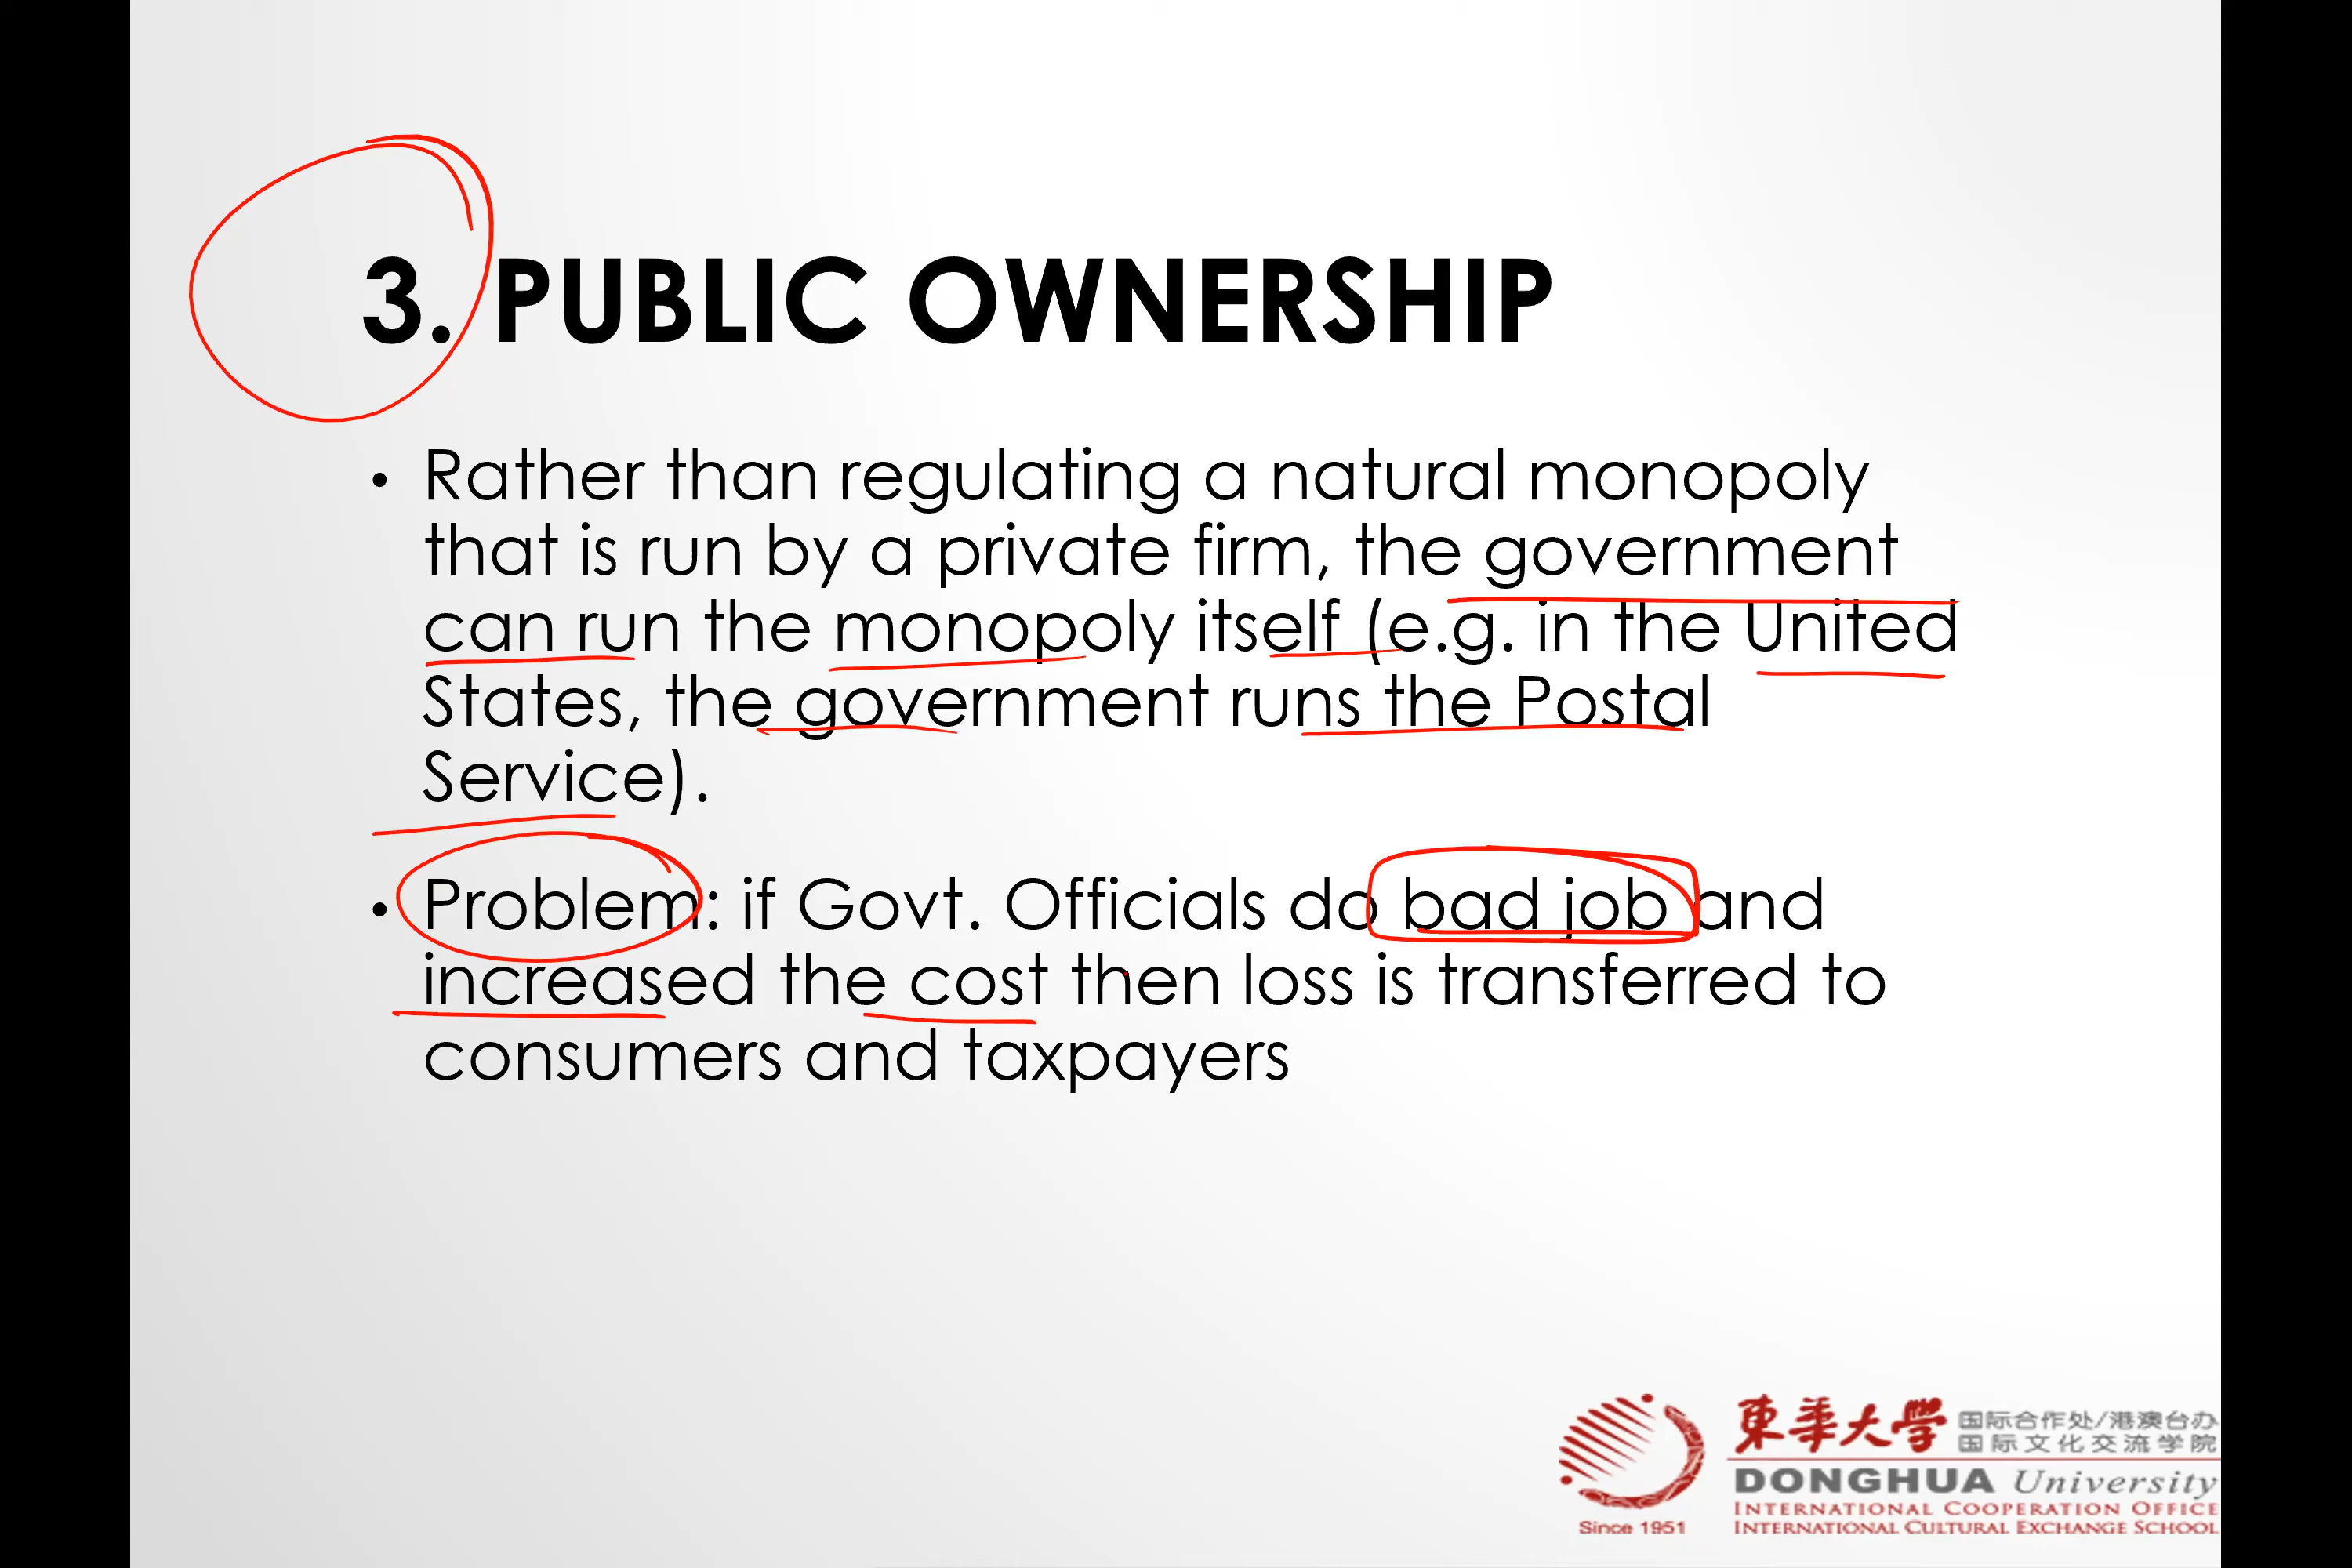 3. PUBLIC OWNERSHIP
• Rather than regulating a natural monopoly
that is run by a private firm, the government
can run the monopoly itself (e.g. in the United
States, the government runs the Postal
Service).
• Problem: if Govt. Officials do bad job and
increased the cost then loss is transferred to
consumers and taxpayers
東華大學
国际合作处/港澳台办
国际文化交流学院
DONGHUA University
INTERNATIONAL COOPERATION OFFICE
INTERNATIONAL CULTURAL EXCHANGE SCHOOL
Since 1951